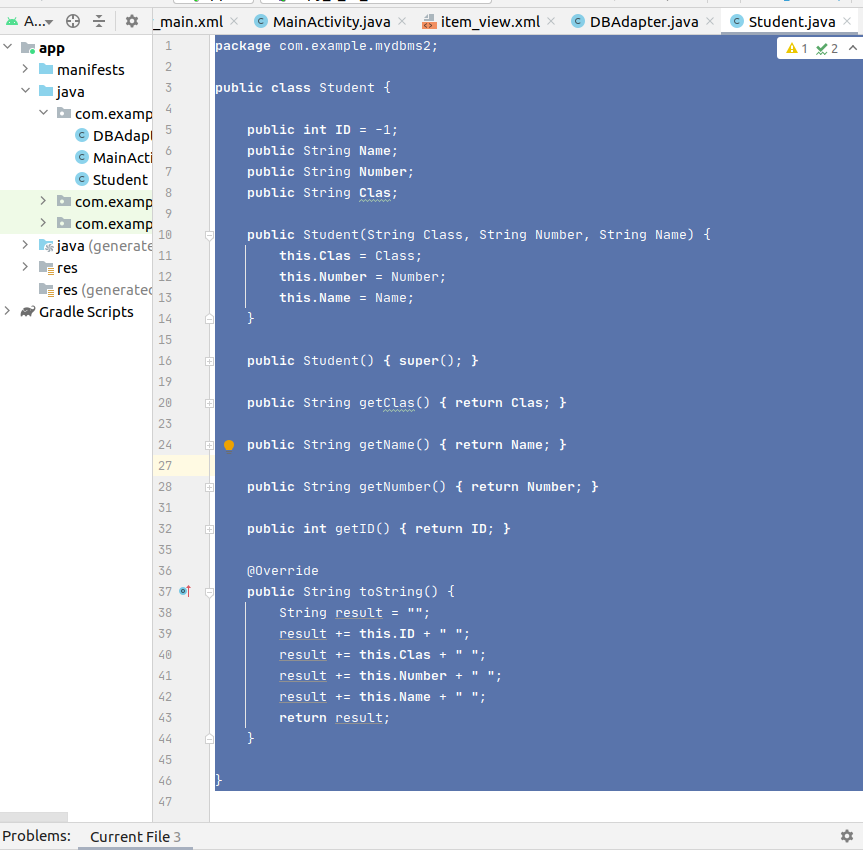 A...
_main.xml
MainActivity.java
item_view.xml
DBAdapter.java
Student.java
app
manifests
java
com.examp
DBAdapt
MainActi
Student
com.examp
com.examp
java (generate
res
res (generated
Gradle Scripts
1 2
1 package com.example.mydbms2;
2
3 public class Student {
4
5 public int ID = -1;
6 public String Name;
7 public String Number;
8 public String Clas;
9
10 public Student(String Class, String Number, String Name) {
11 this.Clas = Class;
12 this.Number = Number;
13 this.Name = Name;
14 }
15
16 public Student() { super(); }
19
20 public String getClas() { return Clas; }
23
24 public String getName() { return Name; }
27
28 public String getNumber() { return Number; }
31
32 public int getID() { return ID; }
35
36 @Override
37 public String toString() {
38 String result = "";
39 result += this.ID + " ";
40 result += this.Clas + " ";
41 result += this.Number + " ";
42 result += this.Name + " ";
43 return result;
44 }
45
46 }
47
Problems: Current File 3